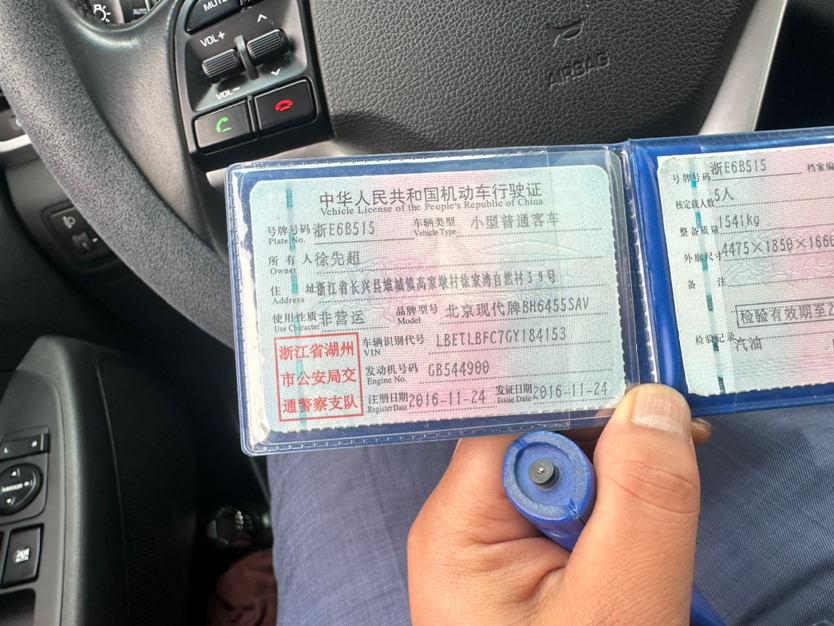 MUTE
AUTO
VOL+
VOL-
AIRBAG
中华人民共和国机动车行驶证
Vehicle License of the People's Republic of China
号牌号码 浙E6B515 车辆类型 小型普通客车
Plate No. Vehicle Type
所有人 徐先超
Owner
住 址 浙江省长兴县雉城镇高家墩村徐家湾自然村39号
Address
使用性质 非营运 品牌型号 北京现代牌BH6455SAV
Use Character Model
浙江省湖州
市公安局交
通警察支队
车辆识别代号 LBETLBFC7GY184153
VIN
发动机号码 GB544900
Engine No.
注册日期 2016-11-24 发证日期 2016-11-24
Register Date Issue Date
号牌号码 浙E6B515 档案编
核定载人数 5人
整备质量 1541kg
外廓尺寸 4475×1850×166
备 注
检验有效期至2
检验记录
汽油
MIRROR